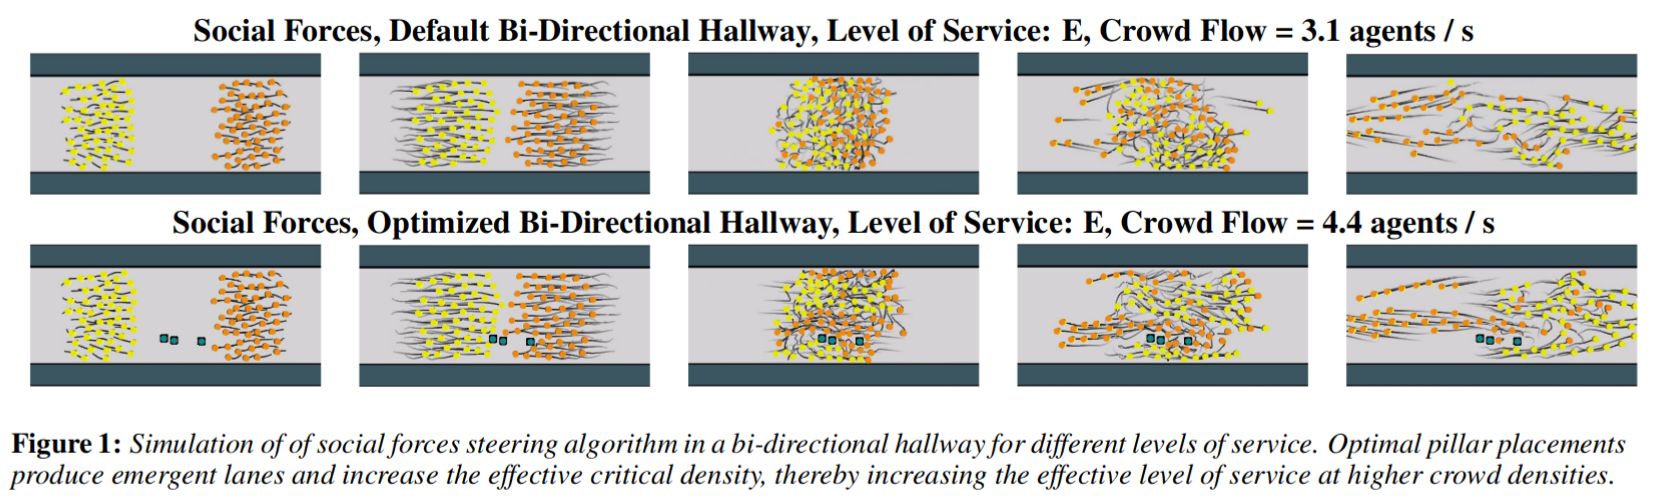 Social Forces, Default Bi-Directional Hallway, Level of Service: E, Crowd Flow = 3.1 agents / s
Social Forces, Optimized Bi-Directional Hallway, Level of Service: E, Crowd Flow = 4.4 agents / s
Figure 1: Simulation of of social forces steering algorithm in a bi-directional hallway for different levels of service. Optimal pillar placements
produce emergent lanes and increase the effective critical density, thereby increasing the effective level of service at higher crowd densities.